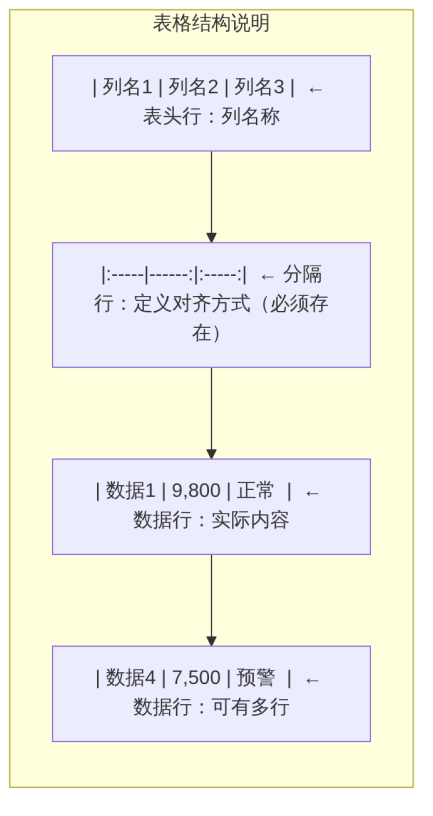 表格结构说明
| 列名1 | 列名2 | 列名3 | ←
表头行：列名称
|:-----|------:|:-----:| ← 分隔
行：定义对齐方式（必须存
在）
| 数据1 | 9,800 | 正常 | ←
数据行：实际内容
| 数据4 | 7,500 | 预警 | ←
数据行：可有多行